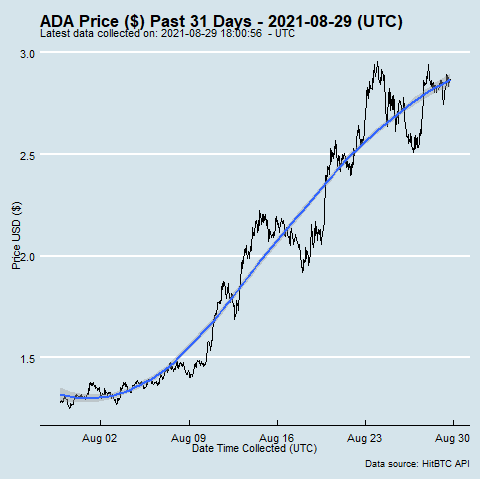 ADA Price ($) Past 31 Days - 2021-08-29 (UTC)
Latest data collected on: 2021-08-29 18:00:56 - UTC
3.0
2.5
2.0
1.5
Price USD ($)
Aug 02
Aug 09
Aug 16
Aug 23
Aug 30
Date Time Collected (UTC)
Data source: HitBTC API